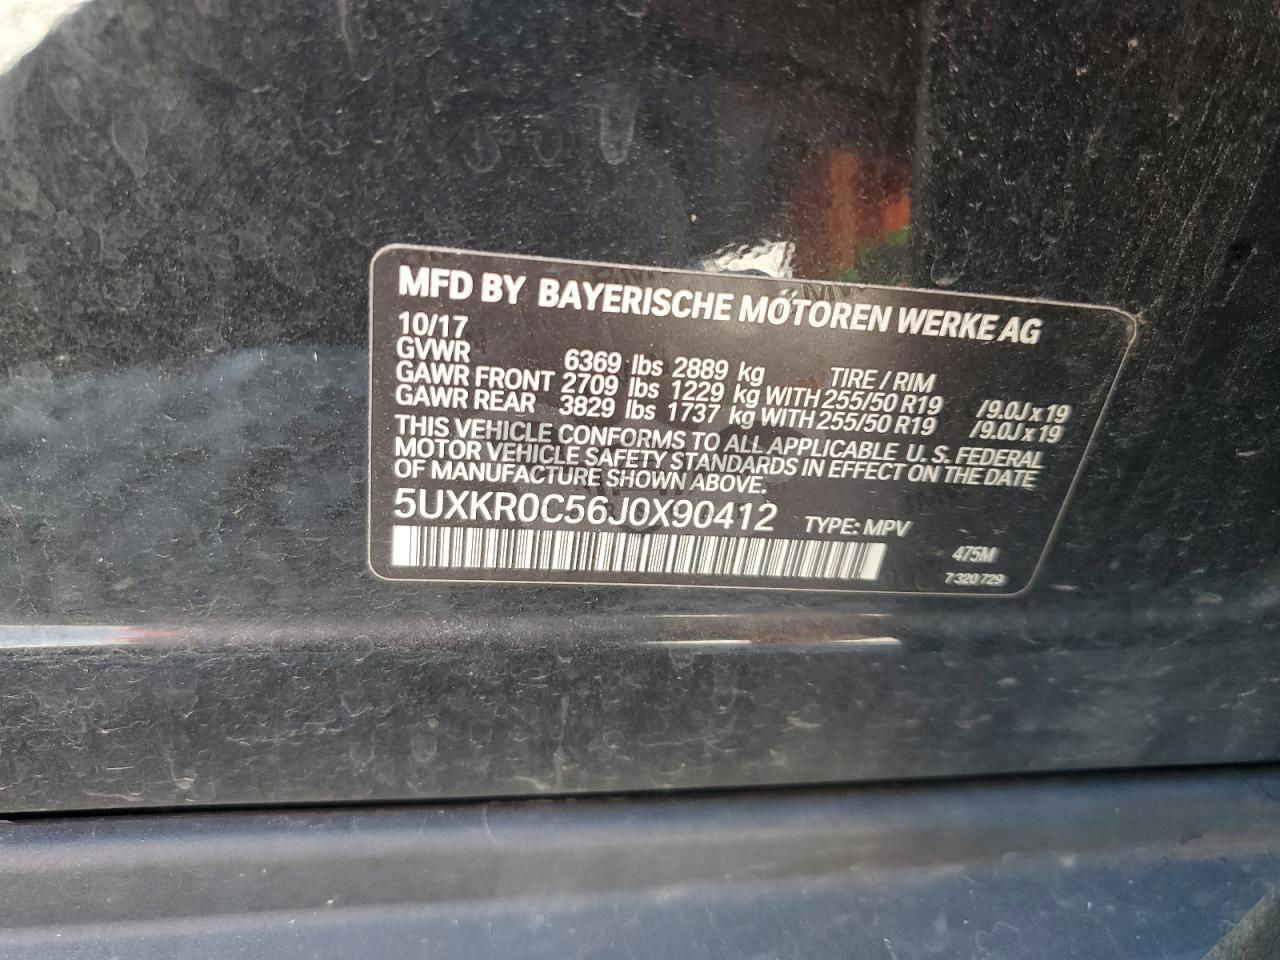 MFD BY BAYERISCHE MOTOREN WERKE AG
10/17
GVWR 6369 lbs 2889 kg TIRE / RIM
GAWR FRONT 2709 lbs 1229 kg WITH 255/50 R19 /9.0J x 19
GAWR REAR 3829 lbs 1737 kg WITH 255/50 R19 /9.0J x 19
THIS VEHICLE CONFORMS TO ALL APPLICABLE U. S. FEDERAL
MOTOR VEHICLE SAFETY STANDARDS IN EFFECT ON THE DATE
OF MANUFACTURE SHOWN ABOVE.
5UXKR0C56J0X90412 TYPE: MPV
475M
7 320 729